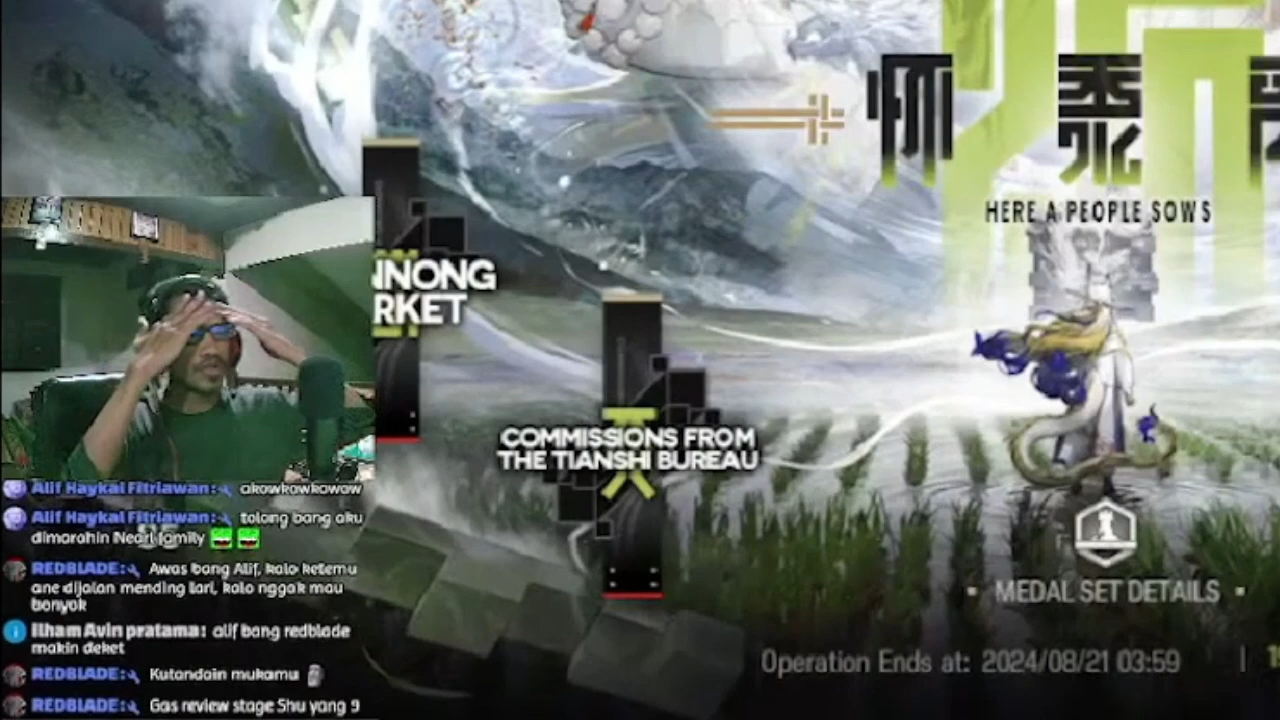 HERE A PEOPLE SOWS
NNONG
RKET
COMMISSIONS FROM
THE TIANSHI BUREAU
MEDAL SET DETAILS
Operation Ends at: 2024/08/21 03:59
Alif Haykal Fitriawan: akowkowkowow
Alif Haykal Fitriawan: tolong bang aku
dimarahin Nearl family
REDBLADE: Awas bang Alif, kalo ketemu
ane dijalan mending lari, kalo nggak mau
bonyok
Ilham Avin pratama: alif bang redblade
makin deket
REDBLADE: Kutandain mukamu
REDBLADE: Gas review stage Shu yang 9